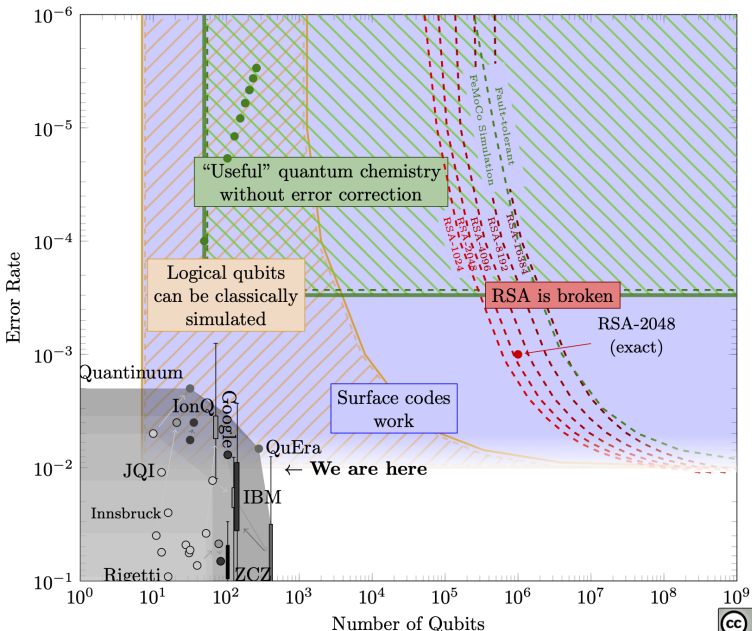 10⁻⁶
10⁻⁵
10⁻⁴
10⁻³
10⁻²
10⁻¹
Error Rate
“Useful” quantum chemistry
without error correction
Fault-tolerant
FeMoCo Simulation
RSA-1024
RSA-2048
RSA-4096
RSA-8192
RSA-16384
Logical qubits
can be classically
simulated
RSA is broken
RSA-2048
(exact)
Quantinuum
Surface codes
work
IonQ
Google
QuEra
← We are here
JQI
IBM
Innsbruck
Rigetti
ZCZ
10⁰
10¹
10²
10³
10⁴
10⁵
10⁶
10⁷
10⁸
10⁹
Number of Qubits
cc